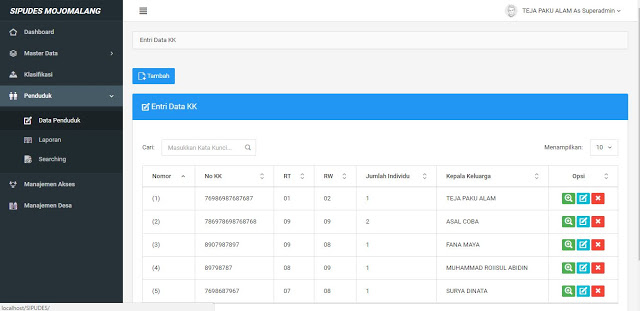 SIPUDES MOJOMALANG
TEJA PAKU ALAM As Superadmin
Dashboard
Master Data
Klasifikasi
Penduduk
Data Penduduk
Laporan
Searching
Manajemen Akses
Manajemen Desa
Entri Data KK
Tambah
Entri Data KK
Cari: Masukkan Kata Kunci... Menampilkan: 10
Nomor No KK RT RW Jumlah Individu Kepala Keluarga Opsi
(1) 76986987687687 01 02 1 TEJA PAKU ALAM
(2) 786978698768768 09 09 2 ASAL COBA
(3) 8907987897 09 08 1 FANA MAYA
(4) 89798787 08 09 1 MUHAMMAD ROIISUL ABIDIN
(5) 7698687967 07 08 1 SURYA DINATA
localhost/SIPUDES/